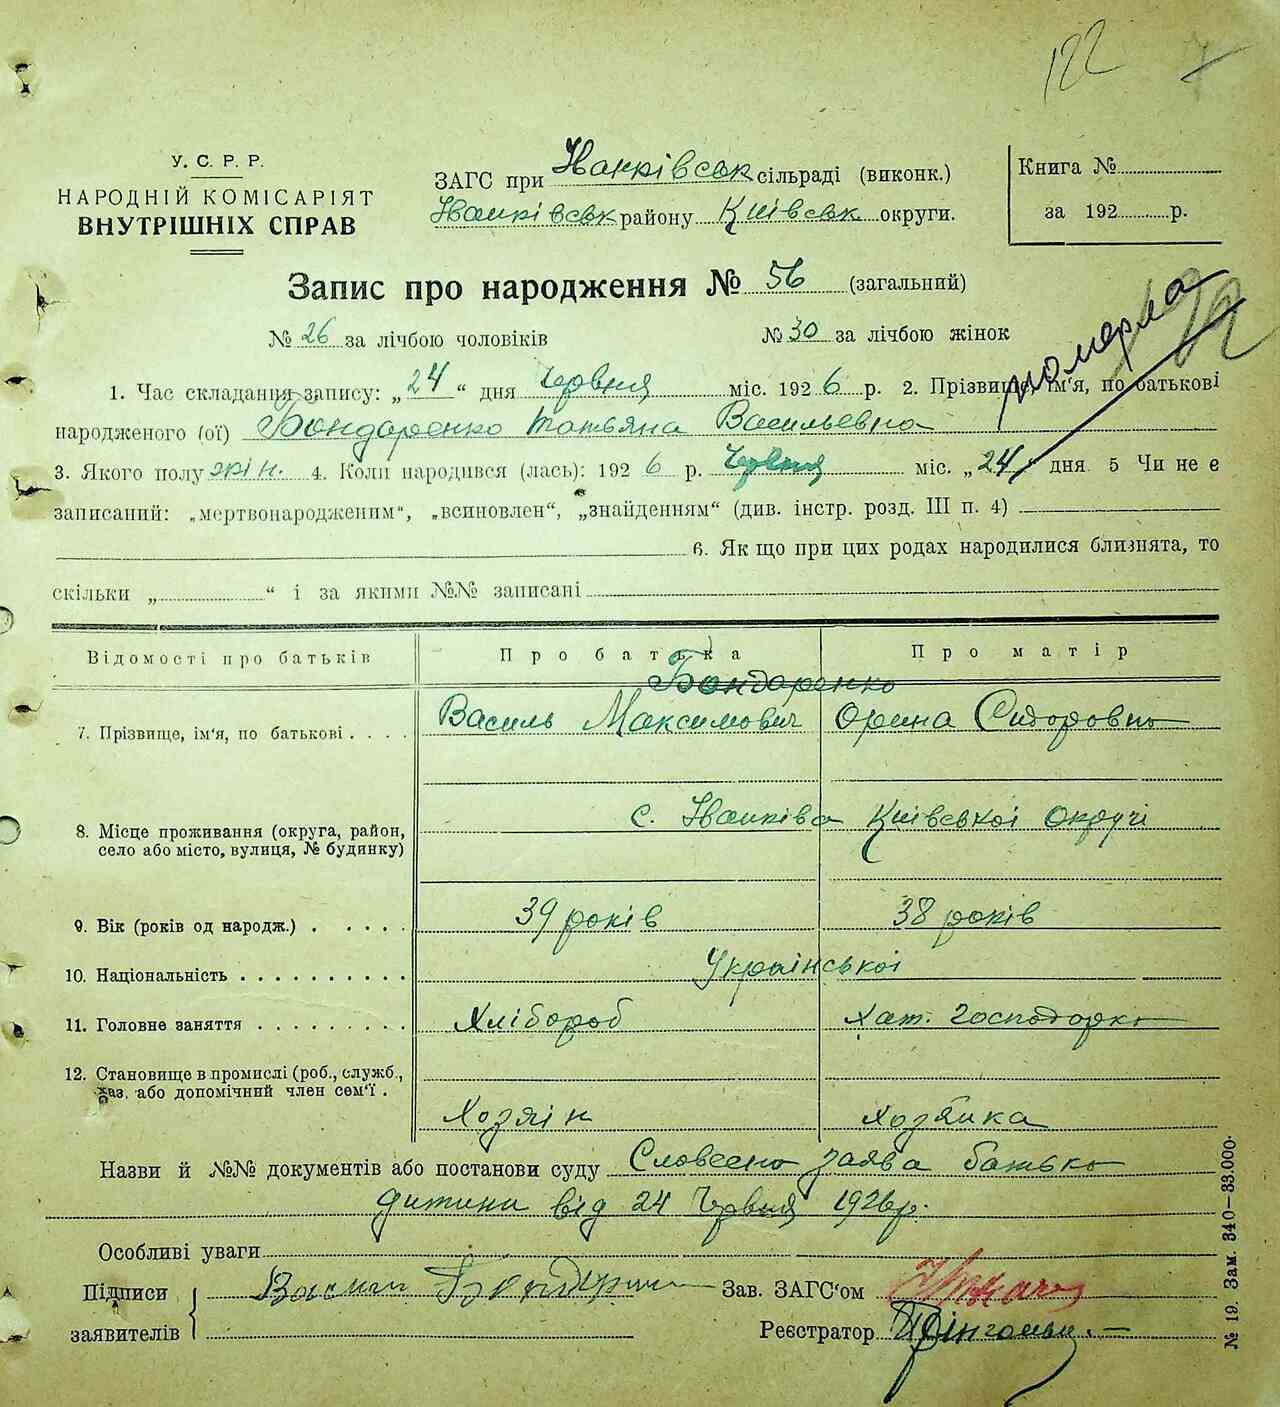 122
У. С. Р. Р.
НАРОДНІЙ КОМІСАРІЯТ
ВНУТРІШНІХ СПРАВ
ЗАГС при Іванківськ сільраді (виконк.)
Іванківськ району Київськ округи.
Книга №
за 192 р.
Запис про народження № 56 (загальний)
№ 26 за лічбою чоловіків № 30 за лічбою жінок
померла
1. Час складання запису: „24“ дня Червня міс. 1926 р. 2. Прізвище, ім'я, по батькові
народженого (ої) Бондаренко Татьяна Васильевна
3. Якого полу жін. 4. Коли народився (лась): 1926 р. Червня міс. „24“ дня 5 Чи не є
записаний: „мертвонародженим“, „всиновлен“, „знайденням“ (див. інстр. розд. III п. 4)
6. Як що при цих родах народилися близнята, то
скільки „ “ і за якими №№ записані
Відомості про батьків Про батька Про матір
Бондаренко
7. Прізвище, ім'я, по батькові . . . . Василь Максимович Орина Сидоровно
8. Місце проживання (округа, район, село або місто, вулиця, № будинку) с. Іванківа Київської Округі
9. Вік (років од народж.) . . . . . 39 років 38 років
10. Національність . . . . . . . . . . Української
11. Головне заняття . . . . . . . . . Хлібороб Хат. Господорко
12. Становище в промислі (роб., служб., хаз. або допомічний член сем'ї . Хозяін Хозяйка
Назви й №№ документів або постанови суду Словесно заява батько
дитини від 24 Червня 1926р.
Особливі уваги
Підписи
заявителів
Зав. ЗАГС'ом
Реєстратор
№ 19. Зам. 340—33.000